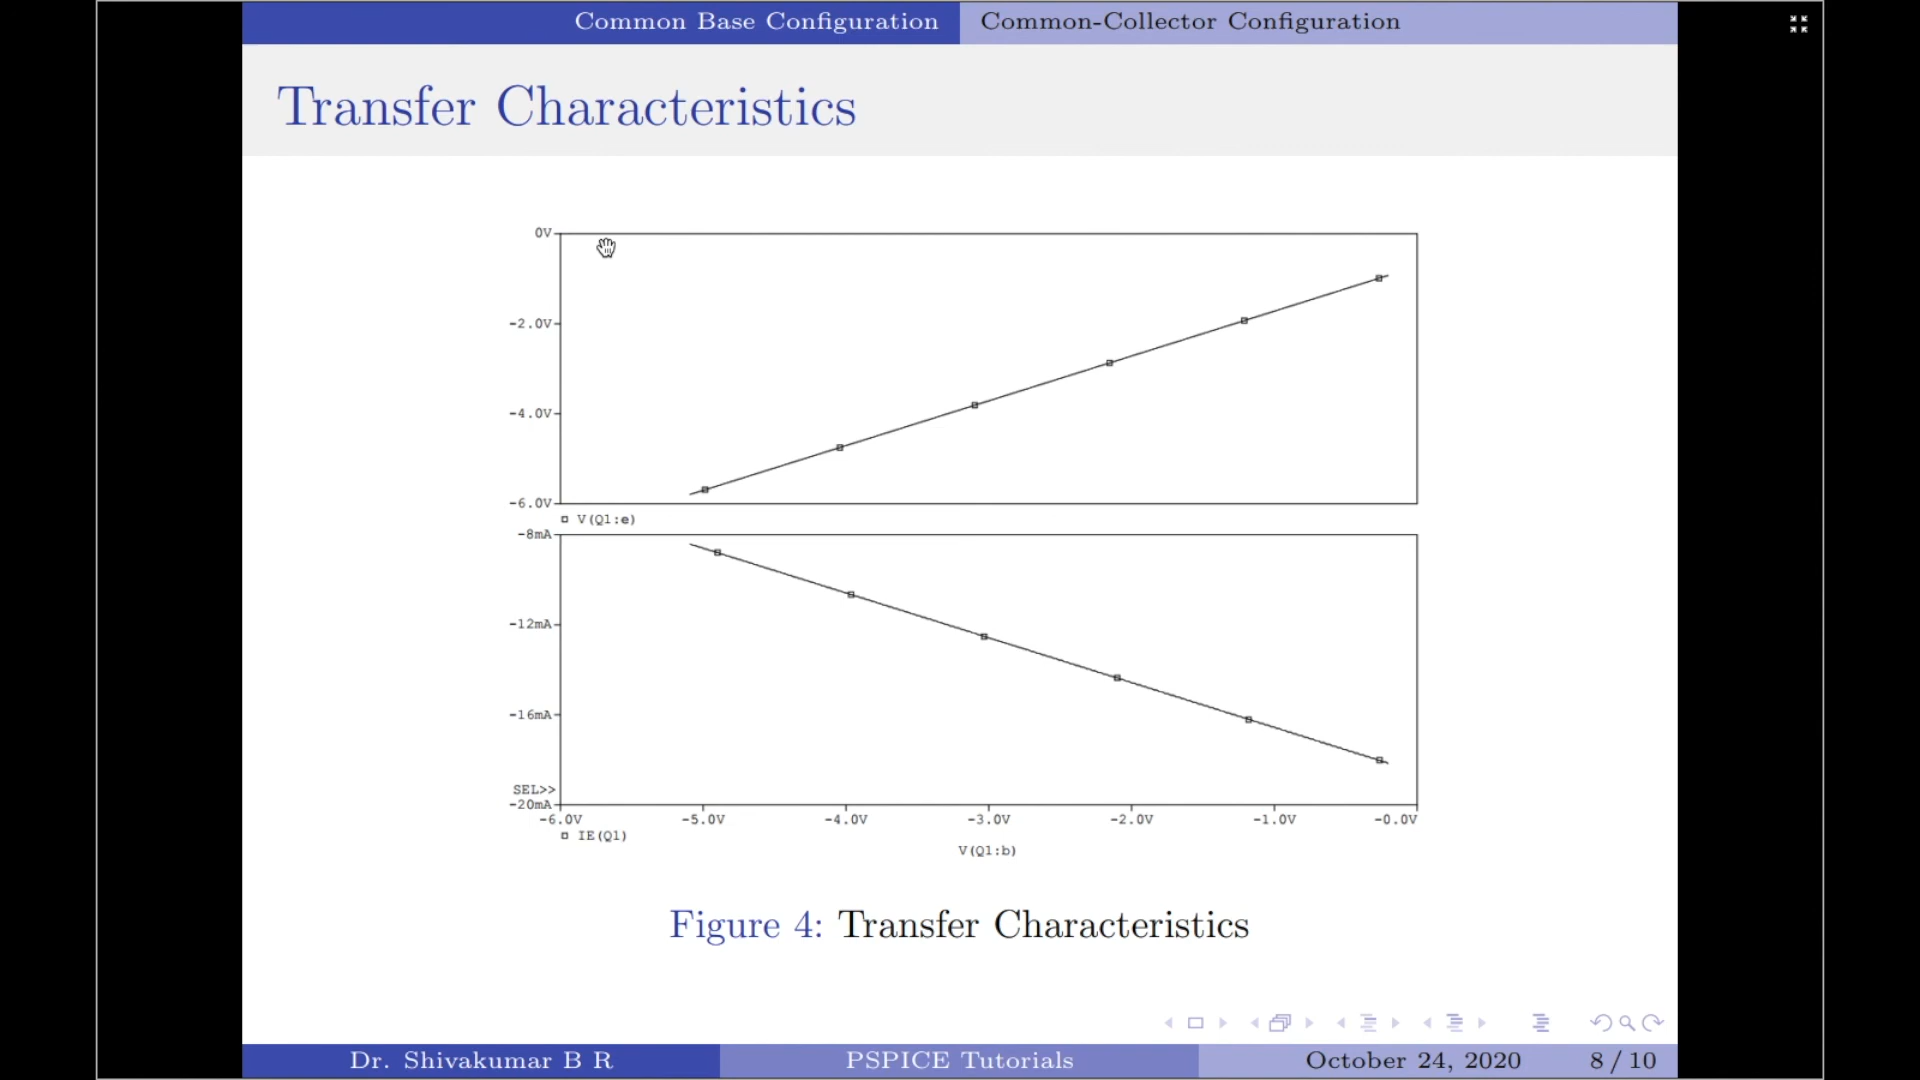 Common Base Configuration Common-Collector Configuration
Transfer Characteristics
0V
-2.0V
-4.0V
-6.0V
V(Q1:e)
-8mA
-12mA
-16mA
SEL>>
-20mA
-6.0V -5.0V -4.0V -3.0V -2.0V -1.0V -0.0V
IE(Q1)
V(Q1:b)
Figure 4: Transfer Characteristics
Dr. Shivakumar B R PSPICE Tutorials October 24, 2020 8 / 10